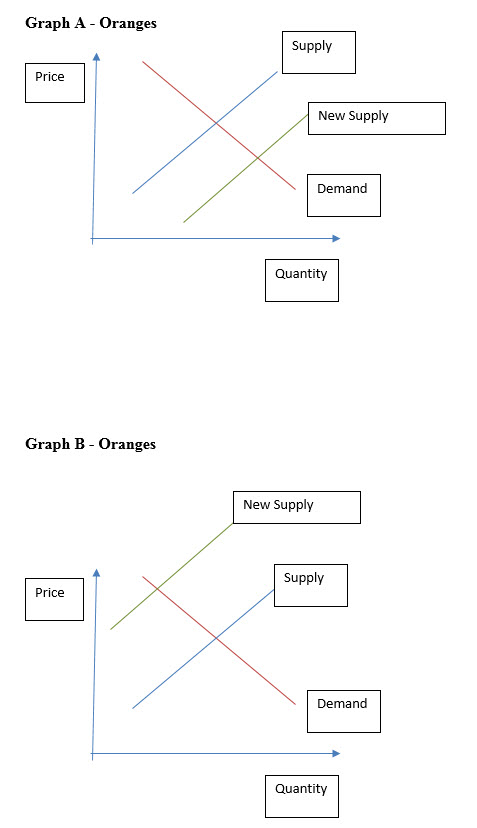 Graph A - Oranges
Supply
Price
New Supply
Demand
Quantity
Graph B - Oranges
New Supply
Supply
Price
Demand
Quantity